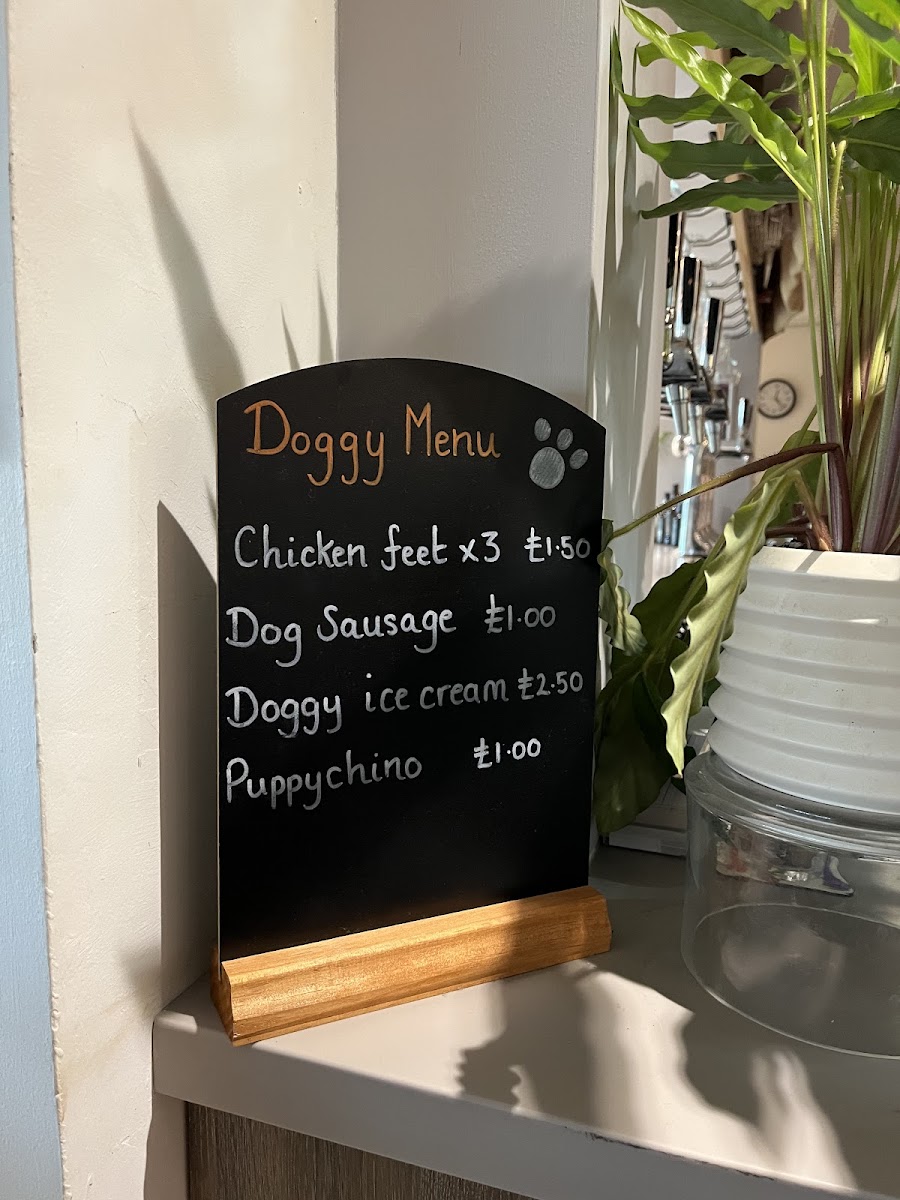 Doggy Menu
Chicken feet x3 £1·50
Dog Sausage £1·00
Doggy ice cream £2·50
Puppychino £1·00